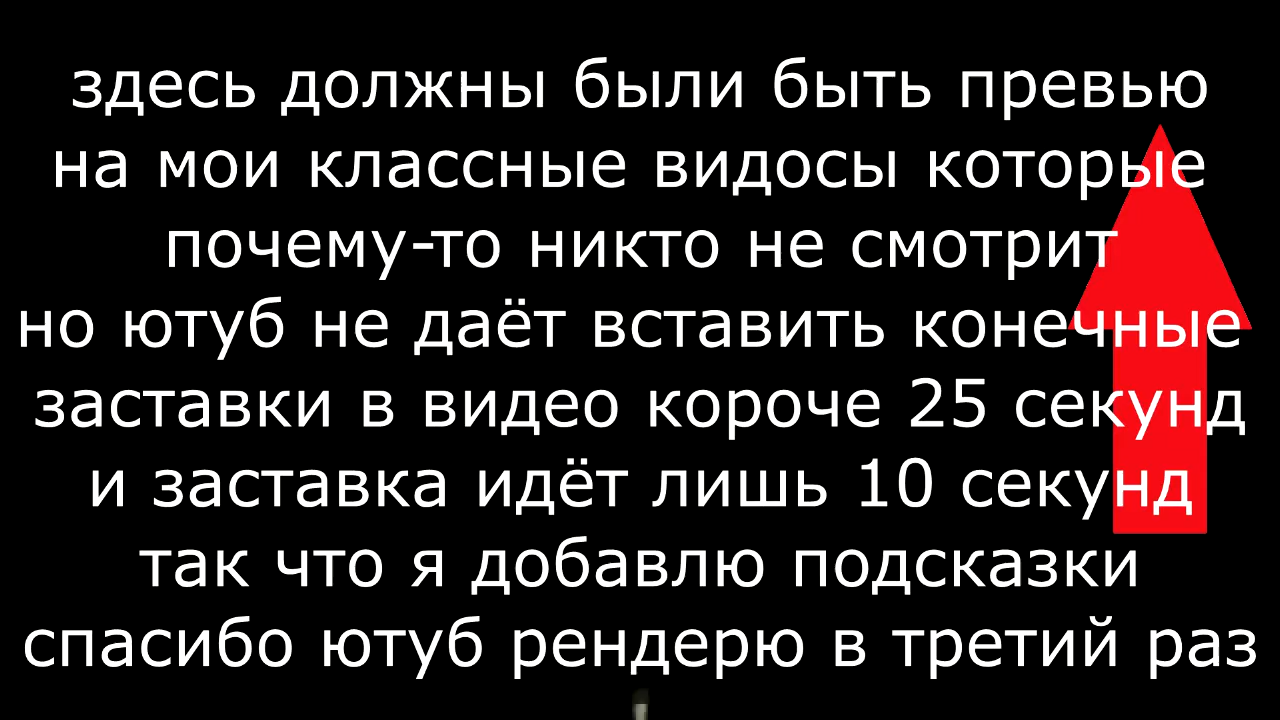 здесь должны были быть превью
на мои классные видосы которые
почему-то никто не смотрит
но ютуб не даёт вставить конечные
заставки в видео короче 25 секунд
и заставка идёт лишь 10 секунд
так что я добавлю подсказки
спасибо ютуб рендерю в третий раз